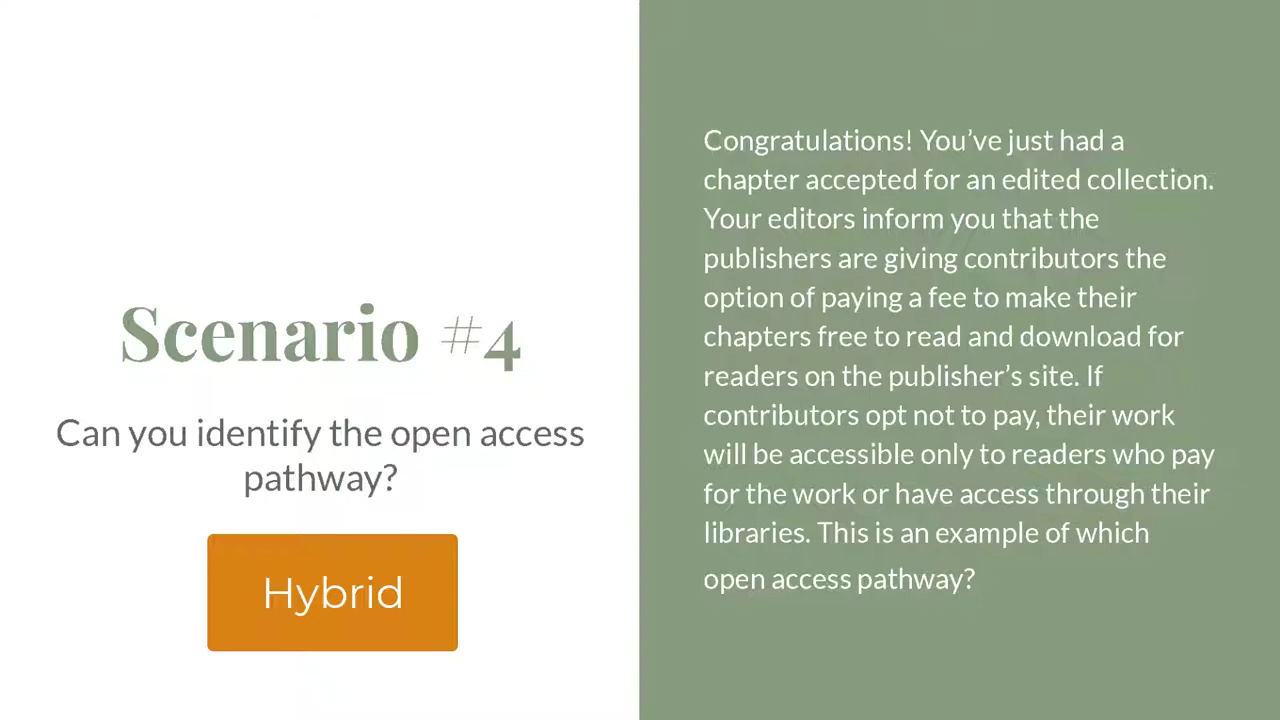 Scenario #4
Can you identify the open access
pathway?
Hybrid
Congratulations! You’ve just had a
chapter accepted for an edited collection.
Your editors inform you that the
publishers are giving contributors the
option of paying a fee to make their
chapters free to read and download for
readers on the publisher’s site. If
contributors opt not to pay, their work
will be accessible only to readers who pay
for the work or have access through their
libraries. This is an example of which
open access pathway?